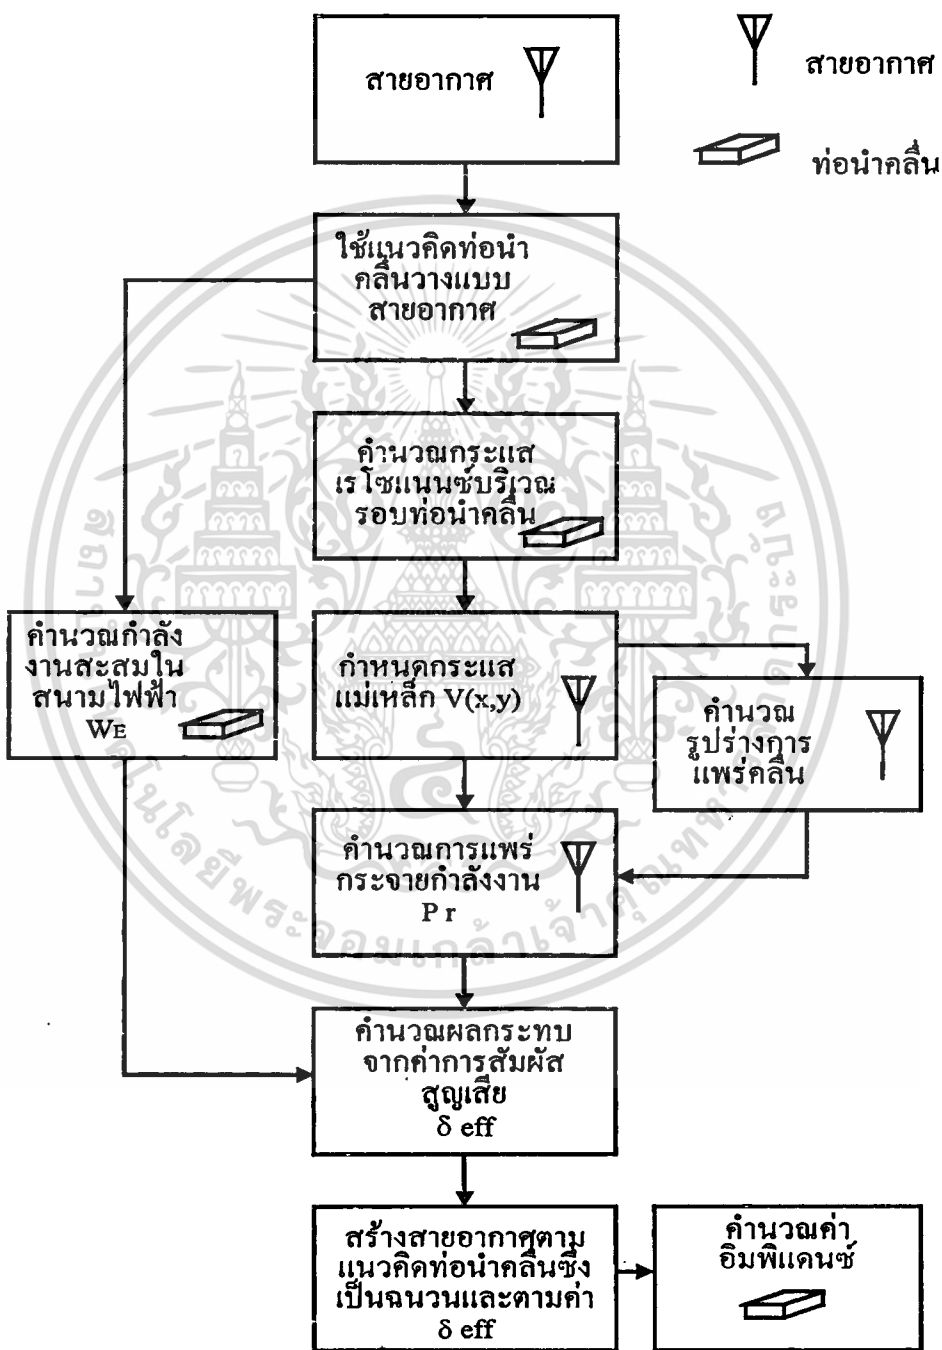 สายอากาศ
สายอากาศ
ท่อนำคลื่น
ใช้แนวคิดท่อนำ
คลื่นวางแบบ
สายอากาศ
คำนวณกระแส
เรโซแนนซ์บริเวณ
รอบท่อนำคลื่น
คำนวณกำลัง
งานสะสมใน
สนามไฟฟ้า
WE
กำหนดกระแส
แม่เหล็ก V(x,y)
คำนวณ
รูปร่างการ
แพร่คลื่น
คำนวณการแพร่
กระจายกำลังงาน
P r
คำนวณผลกระทบ
จากค่าการสัมผัส
สูญเสีย
δ eff
สร้างสายอากาศตาม
แนวคิดท่อนำคลื่นซึ่ง
เป็นฉนวนและตามค่า
δ eff
คำนวณค่า
อิมพิแดนซ์